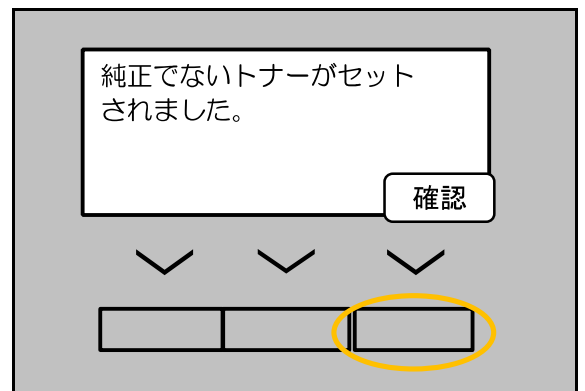 純正でないトナーがセット
されました。
確認